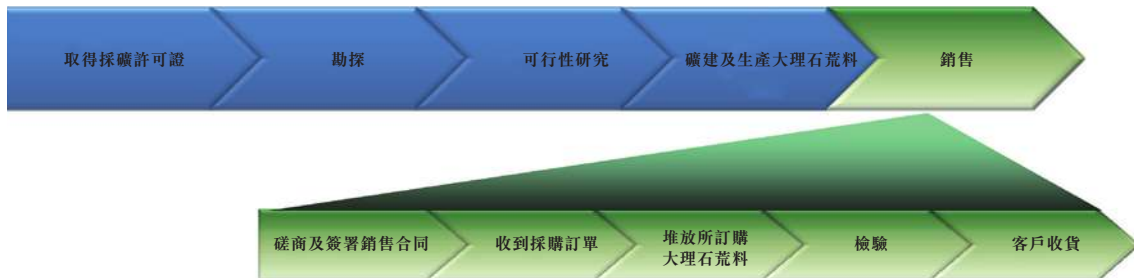 取得採礦許可證
勘探
可行性研究
礦建及生產大理石荒料
銷售
磋商及簽署銷售合同
收到採購訂單
堆放所訂購
大理石荒料
檢驗
客戶收貨